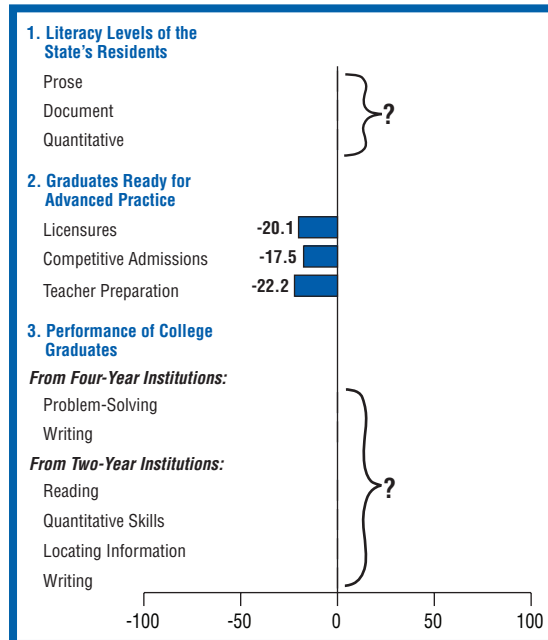 1. Literacy Levels of the
State's Residents
Prose
Document
Quantitative
?
2. Graduates Ready for
Advanced Practice
Licensures -20.1
Competitive Admissions -17.5
Teacher Preparation -22.2
3. Performance of College
Graduates
From Four-Year Institutions:
Problem-Solving
Writing
From Two-Year Institutions:
Reading
?
Quantitative Skills
Locating Information
Writing
-100 -50 0 50 100